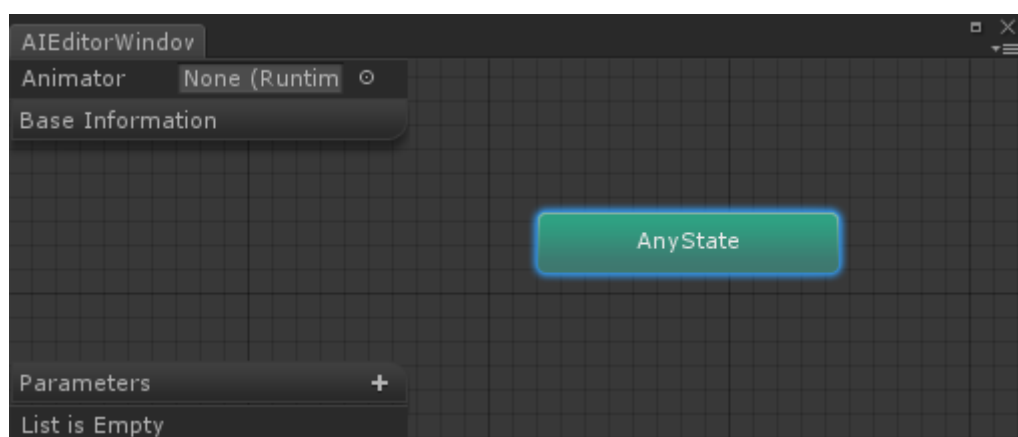 AIEditorWindov
Animator None (Runtim
Base Information
AnyState
Parameters +
List is Empty